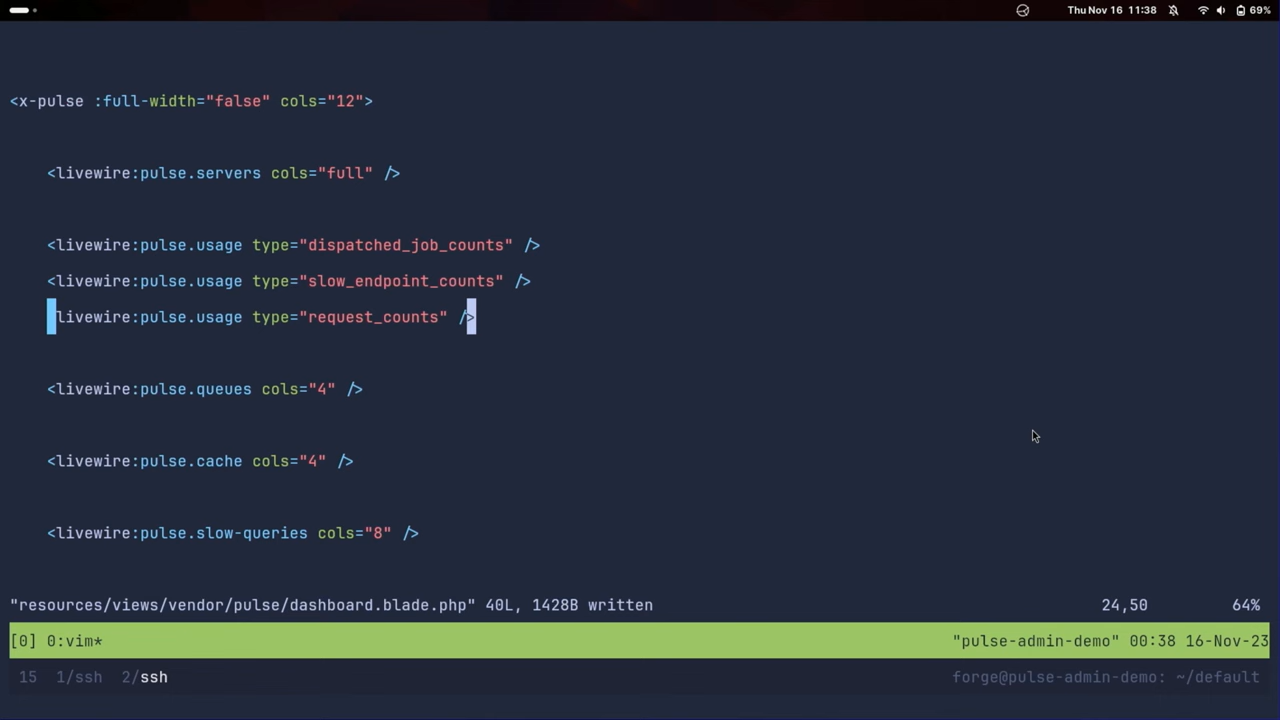 Thu Nov 16 11:38 69%
<x-pulse :full-width="false" cols="12">
<livewire:pulse.servers cols="full" />
<livewire:pulse.usage type="dispatched_job_counts" />
<livewire:pulse.usage type="slow_endpoint_counts" />
livewire:pulse.usage type="request_counts" />
<livewire:pulse.queues cols="4" />
<livewire:pulse.cache cols="4" />
<livewire:pulse.slow-queries cols="8" />
"resources/views/vendor/pulse/dashboard.blade.php" 40L, 1428B written 24,50 64%
[0] 0:vim* "pulse-admin-demo" 00:38 16-Nov-23
15 1/ssh 2/ssh forge@pulse-admin-demo: ~/default